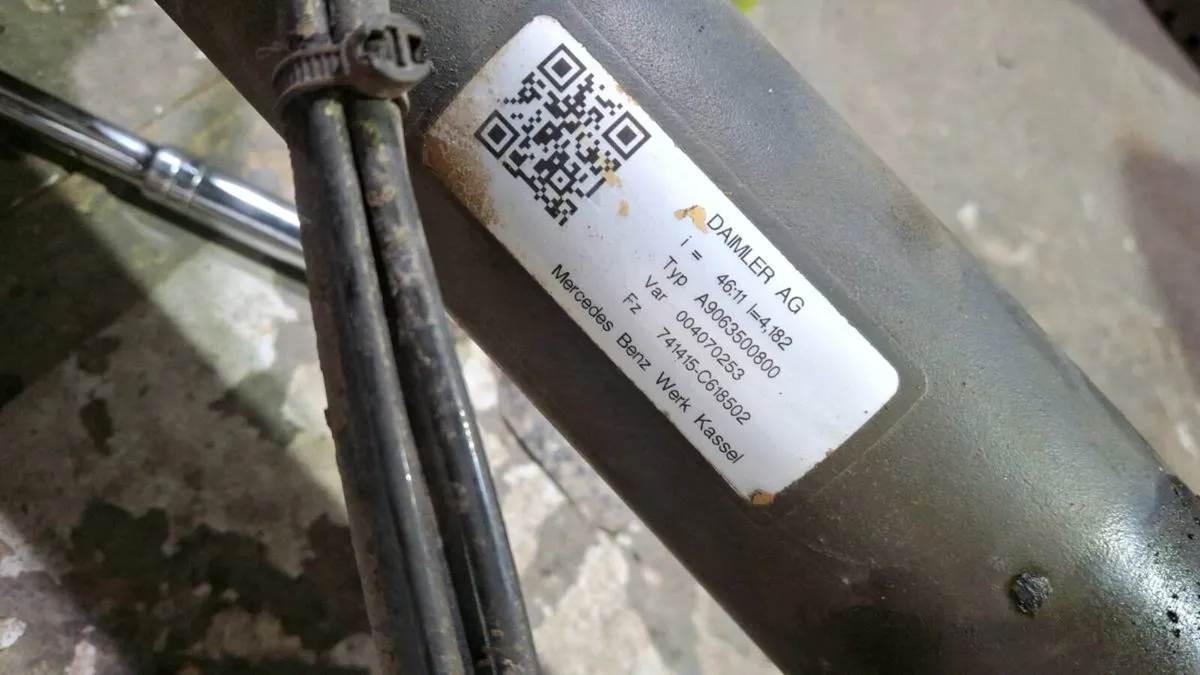 DAIMLER AG
i = 46:11 I=4,182
Typ A9063500800
Var 004070253
Fz 741415-C618502
Mercedes Benz Werk Kassel